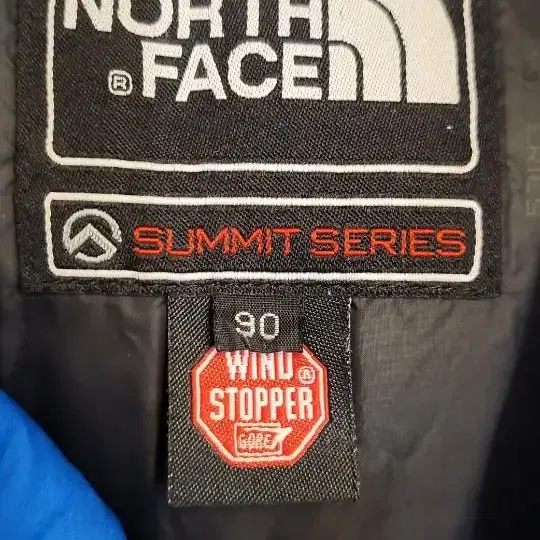 NORTH
® FACE
SUMMIT SERIES
90
WIND
STOPPER®
GORE